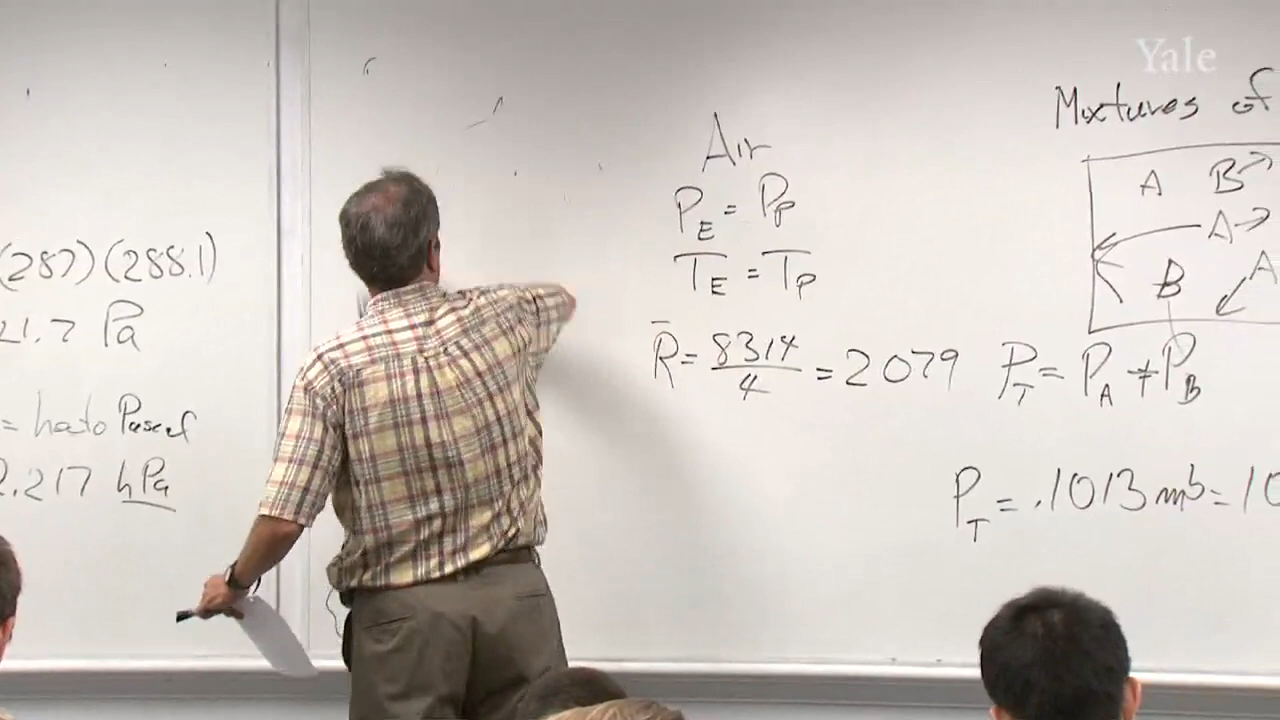 Yale
(287)(288.1)
21.7 Pa
= hecto Pascal
2.217 hPa
Air
P_E = P_P
T_E = T_P
R̅ = 8314/4 = 2079
Mixtures of
A B
A
B A
P_T = P_A + P_B
P_T = .1013 mb = 10